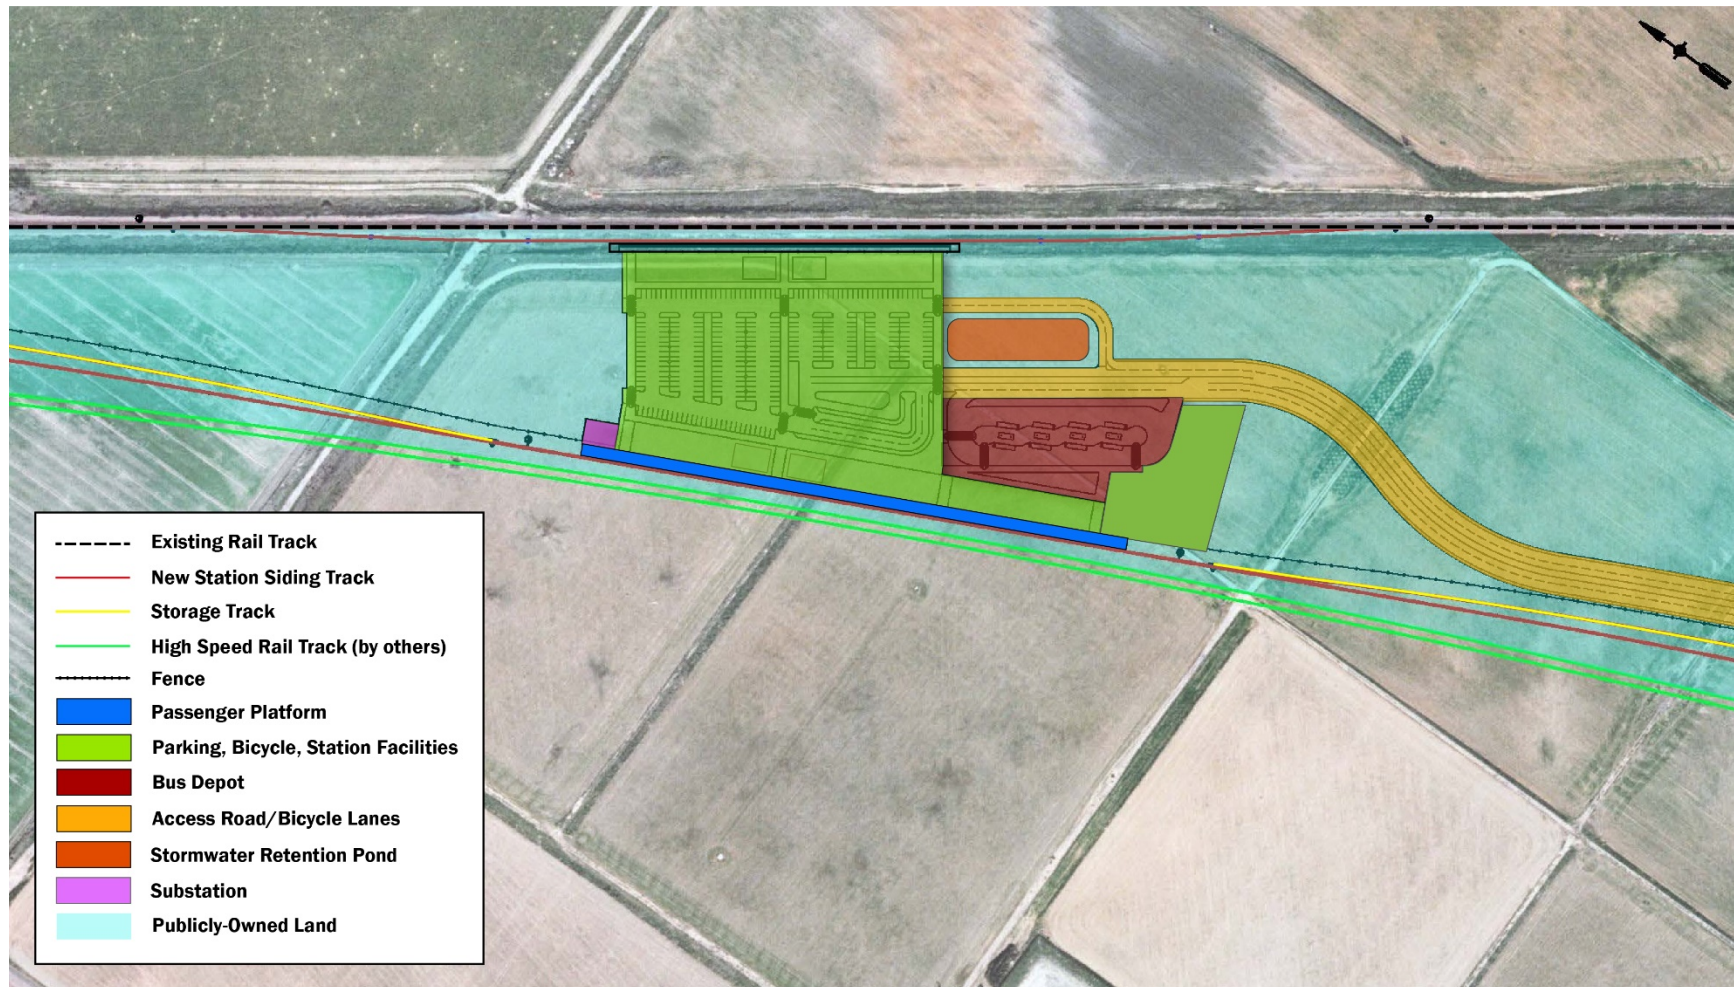 Existing Rail Track
New Station Siding Track
Storage Track
High Speed Rail Track (by others)
Fence
Passenger Platform
Parking, Bicycle, Station Facilities
Bus Depot
Access Road/Bicycle Lanes
Stormwater Retention Pond
Substation
Publicly-Owned Land